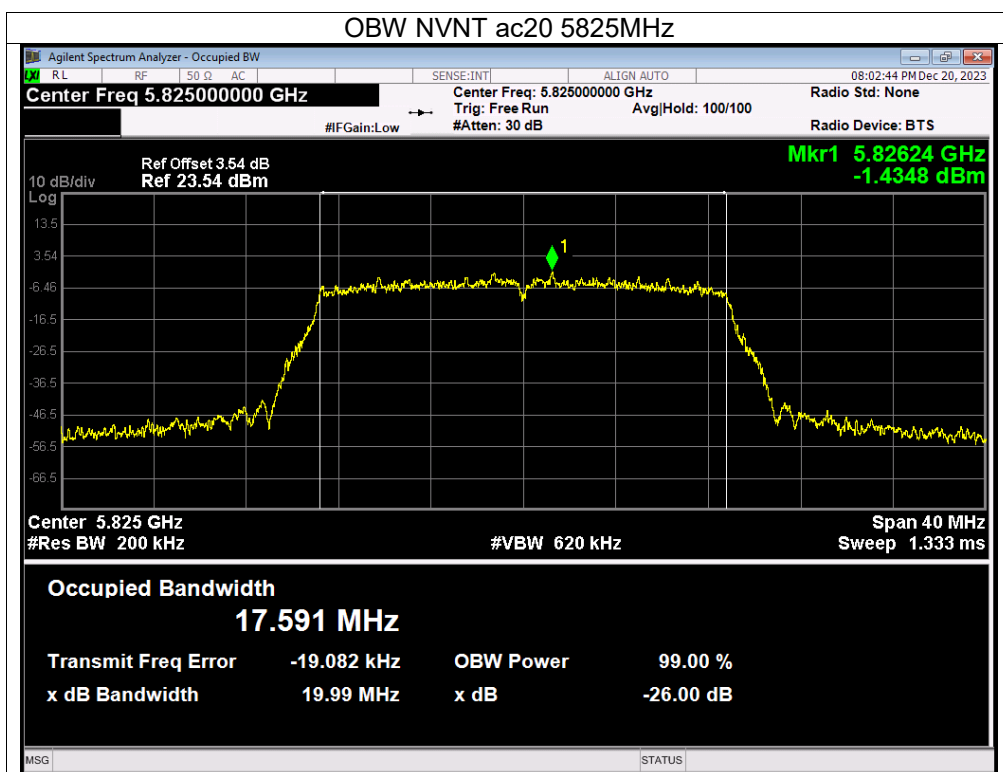 OBW NVNT ac20 5825MHz
Agilent Spectrum Analyzer - Occupied BW
LXI RL RF 50 Ω AC SENSE:INT ALIGN AUTO 08:02:44 PM Dec 20, 2023
Center Freq 5.825000000 GHz Center Freq: 5.825000000 GHz Radio Std: None
Trig: Free Run Avg|Hold: 100/100
#IFGain:Low #Atten: 30 dB Radio Device: BTS
Mkr1 5.82624 GHz
Ref Offset 3.54 dB
10 dB/div Ref 23.54 dBm -1.4348 dBm
Log
13.5
3.54
1
-6.46
-16.5
-26.5
-36.5
-46.5
-56.5
-66.5
Center 5.825 GHz Span 40 MHz
#Res BW 200 kHz #VBW 620 kHz Sweep 1.333 ms
Occupied Bandwidth
17.591 MHz
Transmit Freq Error -19.082 kHz OBW Power 99.00 %
x dB Bandwidth 19.99 MHz x dB -26.00 dB
MSG STATUS